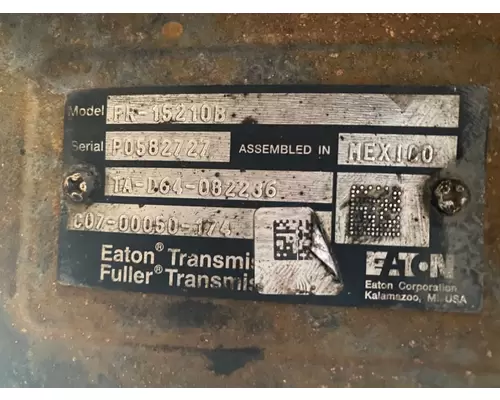 Model FR-15210B
Serial P0582727 ASSEMBLED IN MEXICO
TA-D64-082236
C07-00050-174
Eaton® Transmis
Fuller® Transmis
EATON
Eaton Corporation
Kalamazoo, MI. USA